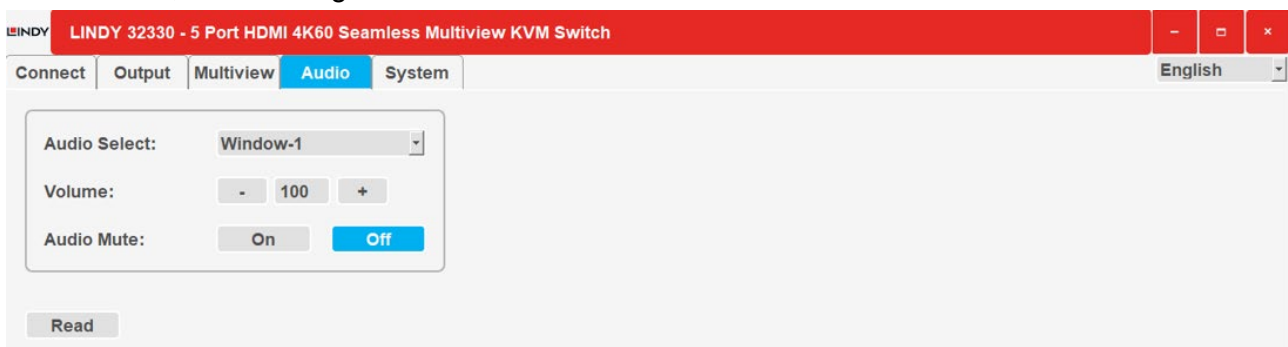 LINDY LINDY 32330 - 5 Port HDMI 4K60 Seamless Multiview KVM Switch
Connect Output Multiview Audio System English
Audio Select: Window-1
Volume: - 100 +
Audio Mute: On Off
Read